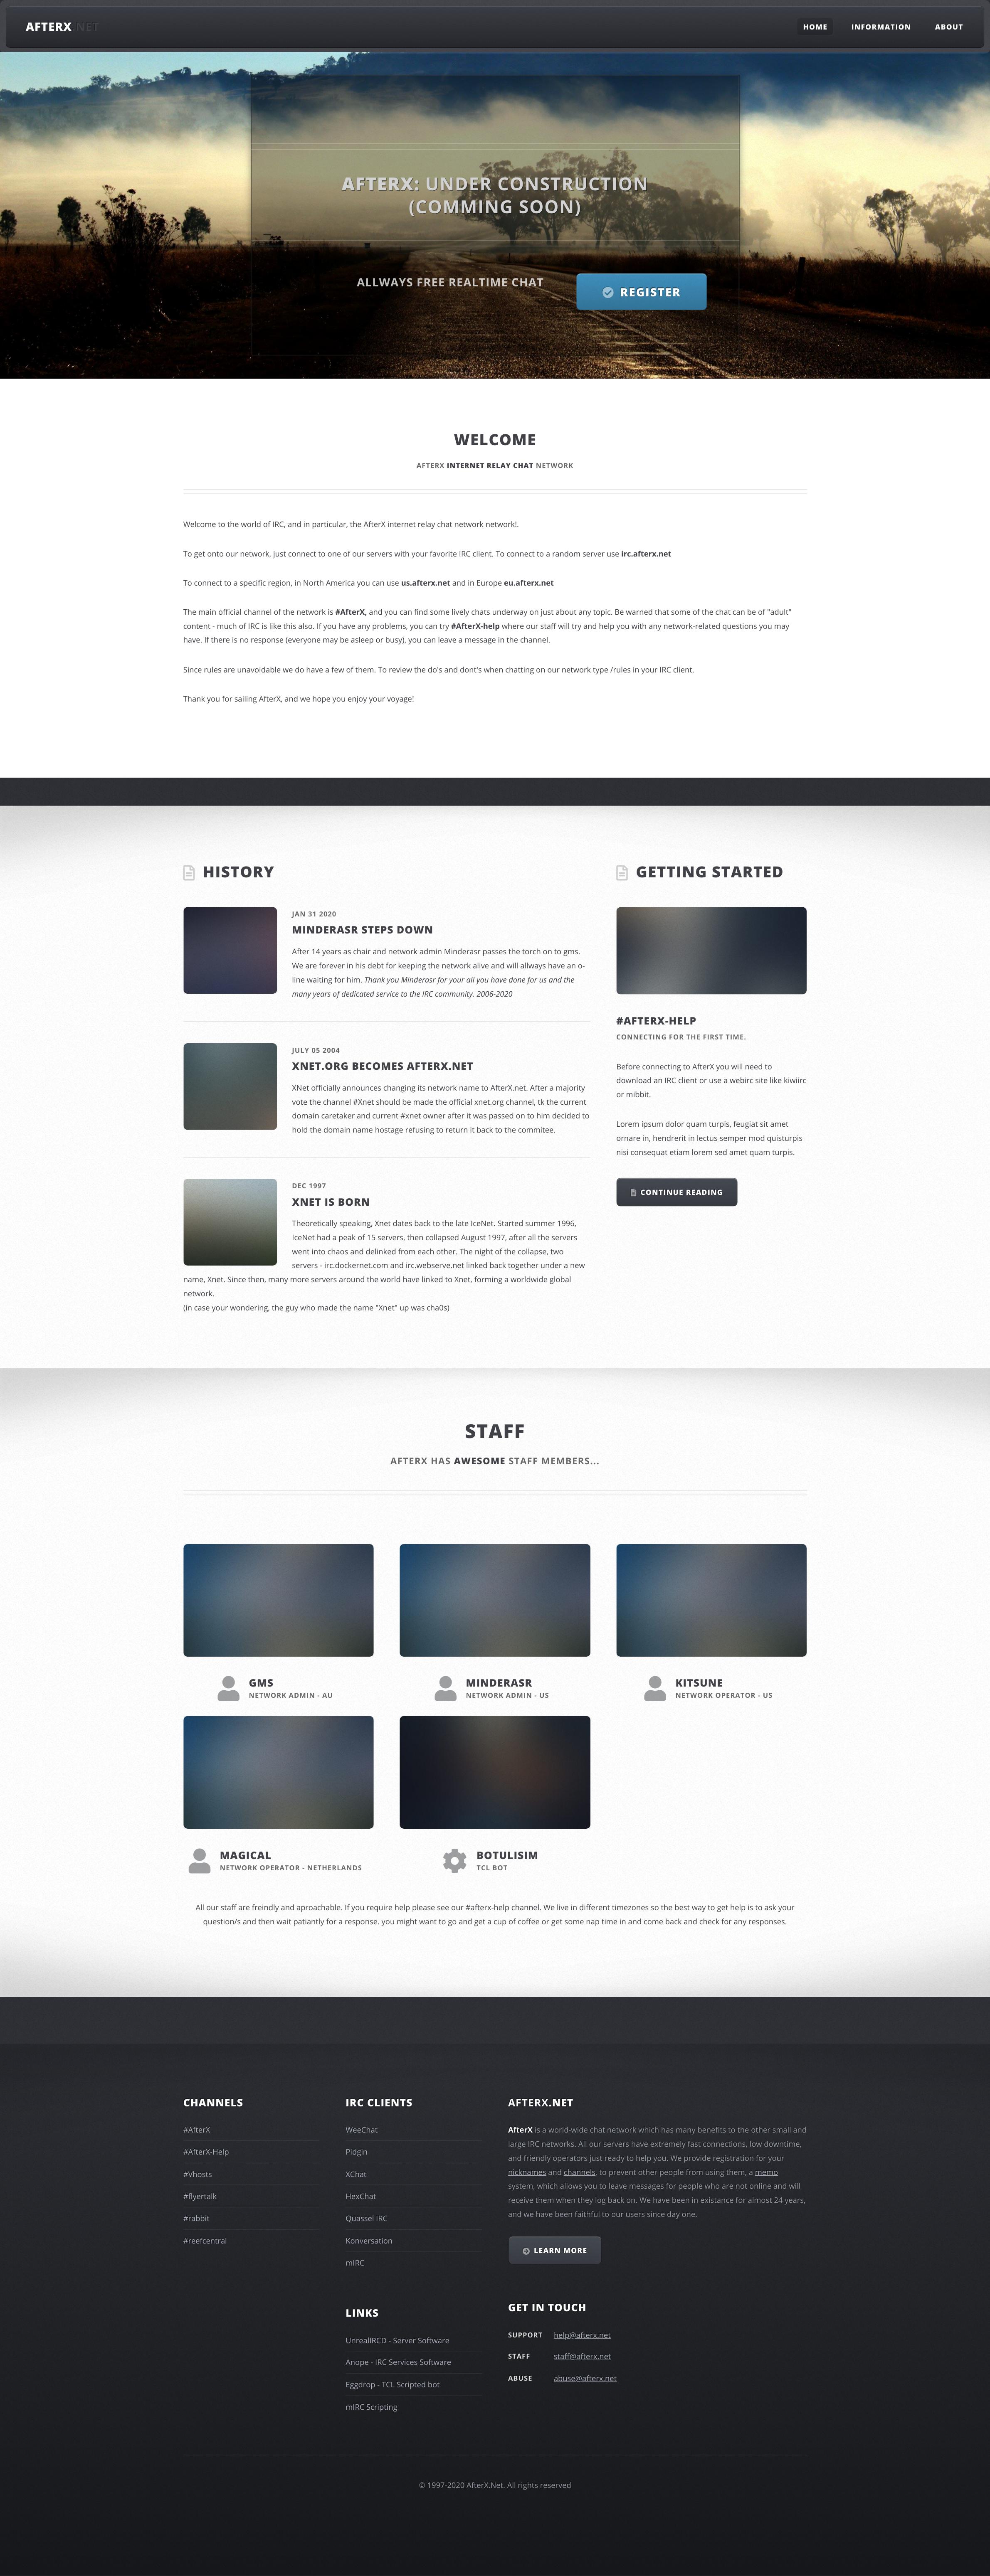 AFTERX.NET
HOME INFORMATION ABOUT
AFTERX: UNDER CONSTRUCTION
(COMMING SOON)
ALLWAYS FREE REALTIME CHAT
REGISTER
WELCOME
AFTERX INTERNET RELAY CHAT NETWORK
Welcome to the world of IRC, and in particular, the AfterX internet relay chat network network!.
To get onto our network, just connect to one of our servers with your favorite IRC client. To connect to a random server use irc.afterx.net
To connect to a specific region, in North America you can use us.afterx.net and in Europe eu.afterx.net
The main official channel of the network is #AfterX, and you can find some lively chats underway on just about any topic. Be warned that some of the chat can be of "adult"
content - much of IRC is like this also. If you have any problems, you can try #AfterX-help where our staff will try and help you with any network-related questions you may
have. If there is no response (everyone may be asleep or busy), you can leave a message in the channel.
Since rules are unavoidable we do have a few of them. To review the do's and dont's when chatting on our network type /rules in your IRC client.
Thank you for sailing AfterX, and we hope you enjoy your voyage!
HISTORY
JAN 31 2020
MINDERASR STEPS DOWN
After 14 years as chair and network admin Minderasr passes the torch on to gms.
We are forever in his debt for keeping the network alive and will allways have an o-
line waiting for him. Thank you Minderasr for your all you have done for us and the
many years of dedicated service to the IRC community. 2006-2020
JULY 05 2004
XNET.ORG BECOMES AFTERX.NET
XNet officially announces changing its network name to AfterX.net. After a majority
vote the channel #Xnet should be made the official xnet.org channel, tk the current
domain caretaker and current #xnet owner after it was passed on to him decided to
hold the domain name hostage refusing to return it back to the commitee.
DEC 1997
XNET IS BORN
Theoretically speaking, Xnet dates back to the late IceNet. Started summer 1996,
IceNet had a peak of 15 servers, then collapsed August 1997, after all the servers
went into chaos and delinked from each other. The night of the collapse, two
servers - irc.dockernet.com and irc.webserve.net linked back together under a new
name, Xnet. Since then, many more servers around the world have linked to Xnet, forming a worldwide global
network.
(in case your wondering, the guy who made the name "Xnet" up was cha0s)
GETTING STARTED
#AFTERX-HELP
CONNECTING FOR THE FIRST TIME.
Before connecting to AfterX you will need to
download an IRC client or use a webirc site like kiwiirc
or mibbit.
Lorem ipsum dolor quam turpis, feugiat sit amet
ornare in, hendrerit in lectus semper mod quisturpis
nisi consequat etiam lorem sed amet quam turpis.
CONTINUE READING
STAFF
AFTERX HAS AWESOME STAFF MEMBERS...
GMS
NETWORK ADMIN - AU
MINDERASR
NETWORK ADMIN - US
KITSUNE
NETWORK OPERATOR - US
MAGICAL
NETWORK OPERATOR - NETHERLANDS
BOTULISIM
TCL BOT
All our staff are freindly and aproachable. If you require help please see our #afterx-help channel. We live in different timezones so the best way to get help is to ask your
question/s and then wait patiantly for a response. you might want to go and get a cup of coffee or get some nap time in and come back and check for any responses.
CHANNELS
#AfterX
#AfterX-Help
#Vhosts
#flyertalk
#rabbit
#reefcentral
IRC CLIENTS
WeeChat
Pidgin
XChat
HexChat
Quassel IRC
Konversation
mIRC
LINKS
UnrealIRCD - Server Software
Anope - IRC Services Software
Eggdrop - TCL Scripted bot
mIRC Scripting
AFTERX.NET
AfterX is a world-wide chat network which has many benefits to the other small and
large IRC networks. All our servers have extremely fast connections, low downtime,
and friendly operators just ready to help you. We provide registration for your
nicknames and channels, to prevent other people from using them, a memo
system, which allows you to leave messages for people who are not online and will
receive them when they log back on. We have been in existance for almost 24 years,
and we have been faithful to our users since day one.
LEARN MORE
GET IN TOUCH
SUPPORT help@afterx.net
STAFF staff@afterx.net
ABUSE abuse@afterx.net
© 1997-2020 AfterX.Net. All rights reserved